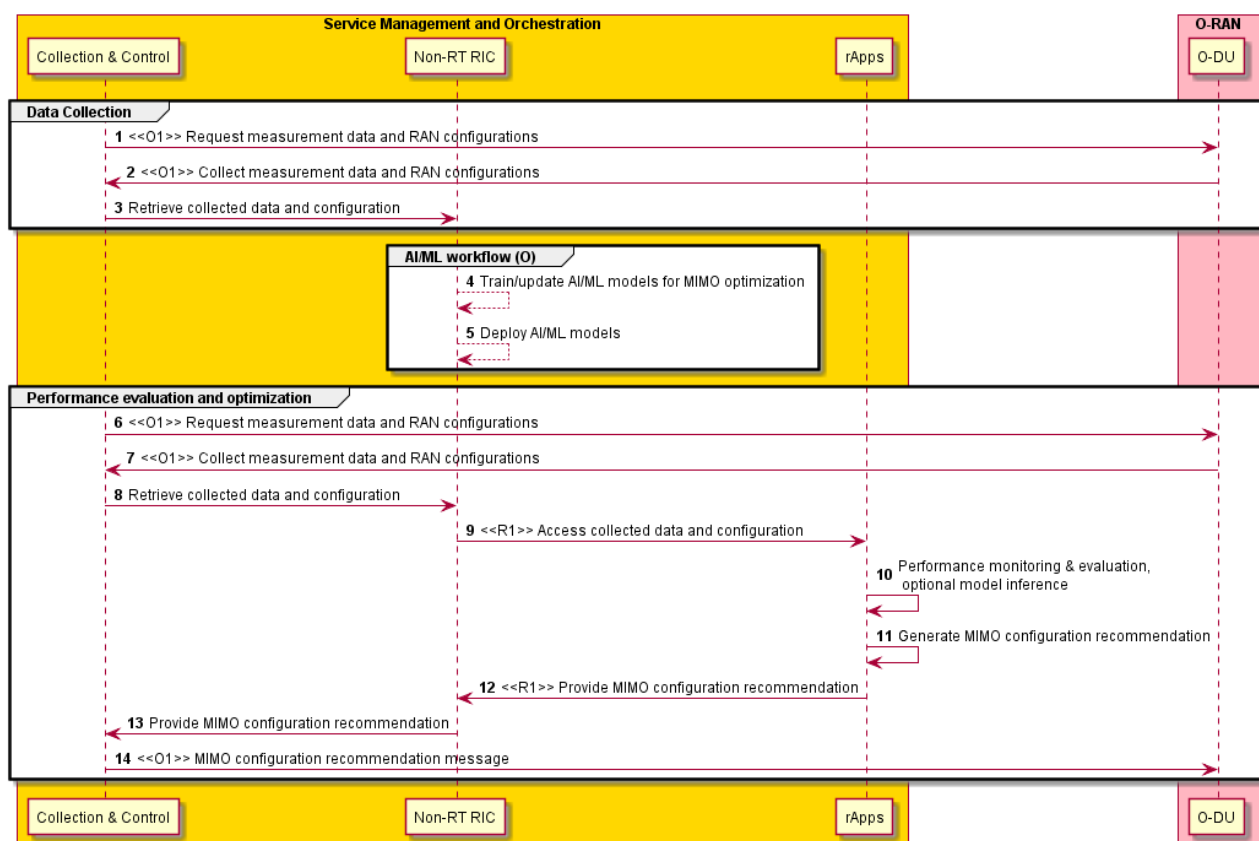 Service Management and Orchestration
O-RAN
Collection & Control
Non-RT RIC
rApps
O-DU
Data Collection
1 <<O1>> Request measurement data and RAN configurations
2 <<O1>> Collect measurement data and RAN configurations
3 Retrieve collected data and configuration
AI/ML workflow (O)
4 Train/update AI/ML models for MIMO optimization
5 Deploy AI/ML models
Performance evaluation and optimization
6 <<O1>> Request measurement data and RAN configurations
7 <<O1>> Collect measurement data and RAN configurations
8 Retrieve collected data and configuration
9 <<R1>> Access collected data and configuration
10 Performance monitoring & evaluation,
optional model inference
11 Generate MIMO configuration recommendation
12 <<R1>> Provide MIMO configuration recommendation
13 Provide MIMO configuration recommendation
14 <<O1>> MIMO configuration recommendation message
Collection & Control
Non-RT RIC
rApps
O-DU